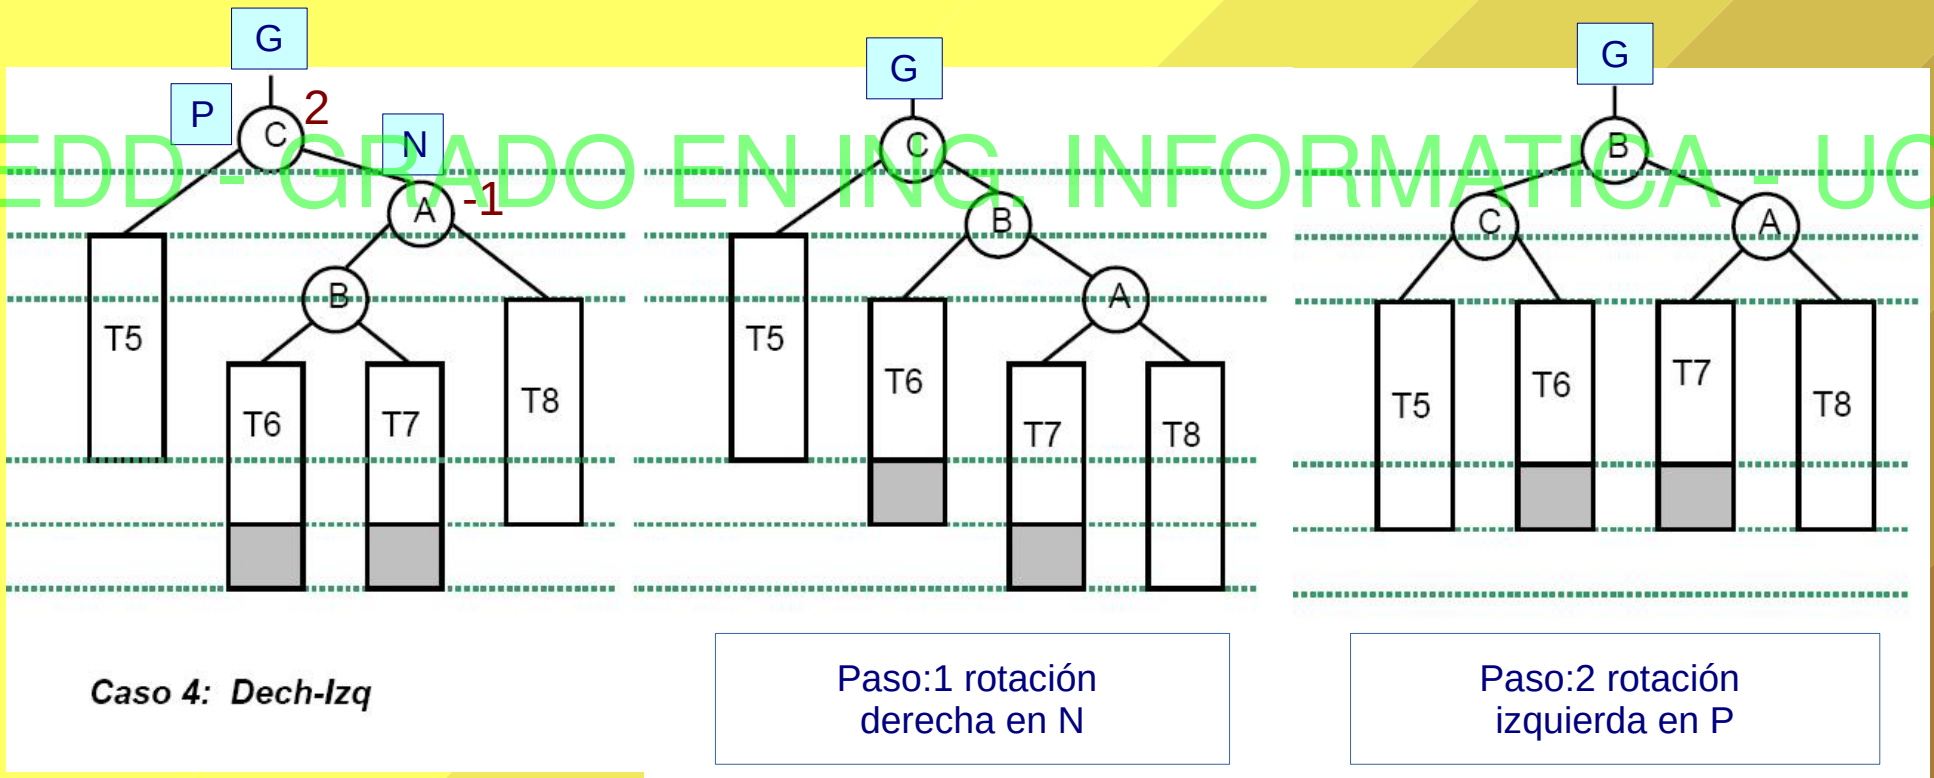 G
P
C
2
N
A
-1
B
T5
T6
T7
T8
Caso 4: Dech-Izq
G
C
B
A
T5
T6
T7
T8
Paso:1 rotación
derecha en N
G
B
C
A
T5
T6
T7
T8
Paso:2 rotación
izquierda en P
EDD - GRADO EN ING. INFORMATICA - UC